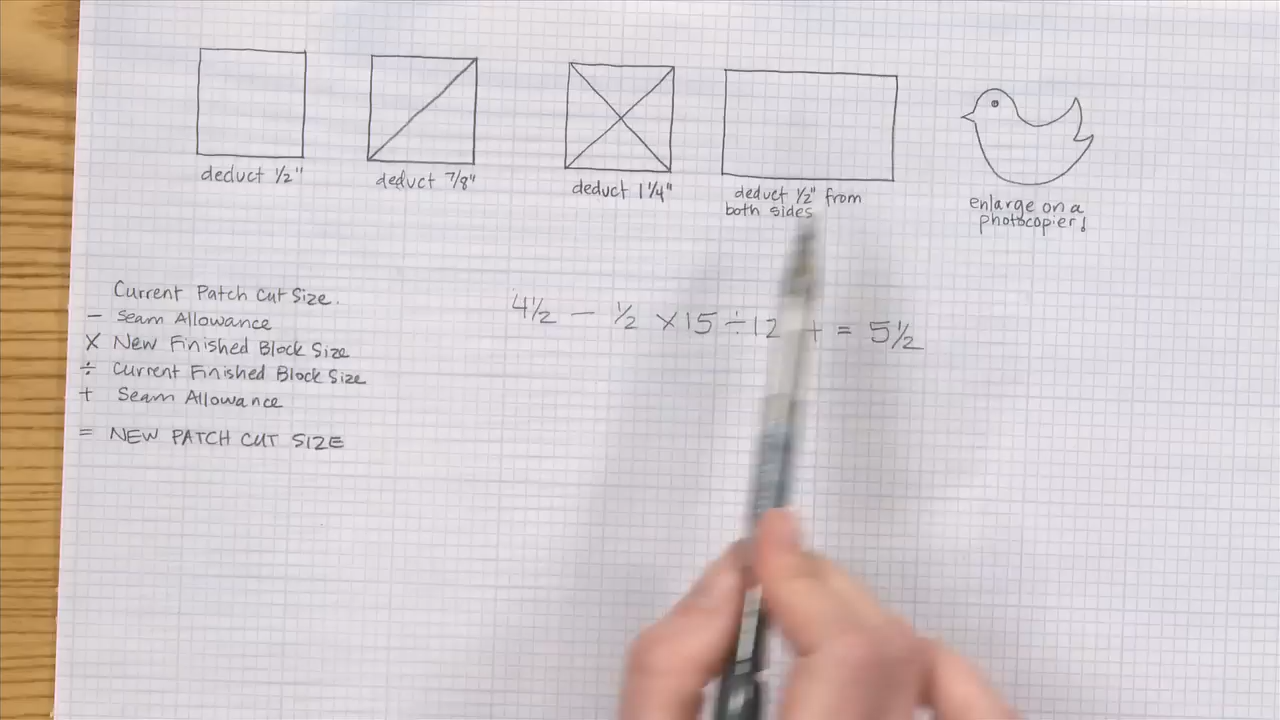 deduct 1/2"
deduct 7/8"
deduct 1 1/4"
deduct 1/2" from
both sides
enlarge on a
photocopier!
Current Patch Cut Size.
− Seam Allowance
× New Finished Block Size
÷ Current Finished Block Size
+ Seam Allowance
= NEW PATCH CUT SIZE
4 1/2 − 1/2 ×15 ÷12 + = 5 1/2